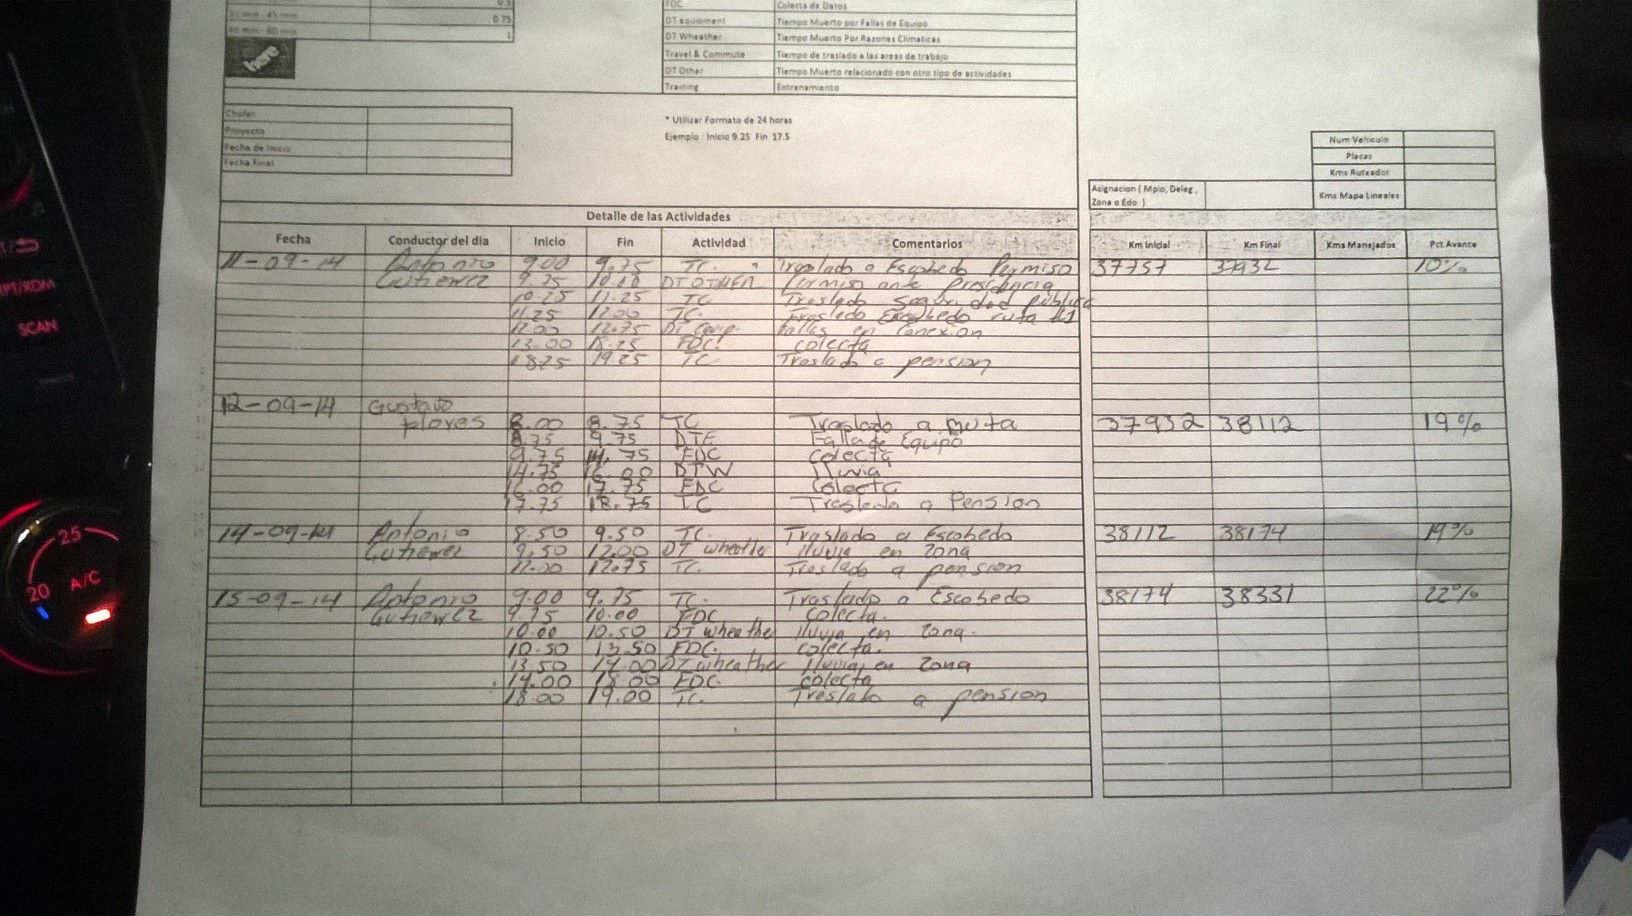 0.5
31 min - 45 min 0.75
46 min - 60 min 1
here
FDC Colecta de Datos
DT equipment Tiempo Muerto por Fallas de Equipo
DT Wheather Tiempo Muerto Por Razones Climaticas
Travel & Commute Tiempo de traslado a las areas de trabajo
DT Other Tiempo Muerto relacionado con otro tipo de actividades
Training Entrenamiento
Chofer
Proyecto
Fecha de Inicio
Fecha Final
* Utilizar Formato de 24 horas
Ejemplo : Inicio 9.25 Fin 17.5
Num Vehiculo
Placas
Kms Ruteador
Asignacion ( Mpio, Deleg ,
Zona o Edo )
Kms Mapa Lineales
Detalle de las Actividades
Fecha Conductor del dia Inicio Fin Actividad Comentarios Km Inicial Km Final Kms Manejados Pct Avance
11-09-14 Antonio 9.00 9.75 TC. Traslado a Escobedo Permiso 37757 37932 10%
Gutierrez 9.75 10.10 DT OTHER Permiso ante presidencia
10.25 11.25 TC Traslado seguridad publica
11.25 12.00 TC. Traslado Escobedo ruta #1
12.00 12.75 DT equip. Fallas en conexion
13.00 18.25 FDC. colecta
18.25 19.25 TC. Traslado a pension
12-09-14 Gustavo
Flores 8.00 8.75 TC Traslado a Ruta 37932 38112 19%
8.75 9.75 DTE Falla de Equipo
9.75 14.75 FDC colecta
14.75 16.00 DTW lluvia
16.00 17.75 FDC Colecta
17.75 18.75 TC Traslado a Pension
14-09-14 Antonio 8.50 9.50 TC. Traslado a Escobedo 38112 38174 19%
Gutierrez 9.50 12.00 DT wheather lluvia en zona
12.00 12.75 TC. Traslado a pension
15-09-14 Antonio 9.00 9.75 TC. Traslado a Escobedo 38174 38331 22%
Gutierrez 9.75 10.00 FDC colecta.
10.00 10.50 DT wheather lluvia en zona.
10.50 13.50 FDC. colecta.
13.50 14.00 DT wheather lluvia en zona
14.00 18.00 FDC. colecta
18.00 19.00 TC. Traslado a pension
PT/RDM
SCAN
25
20
A/C